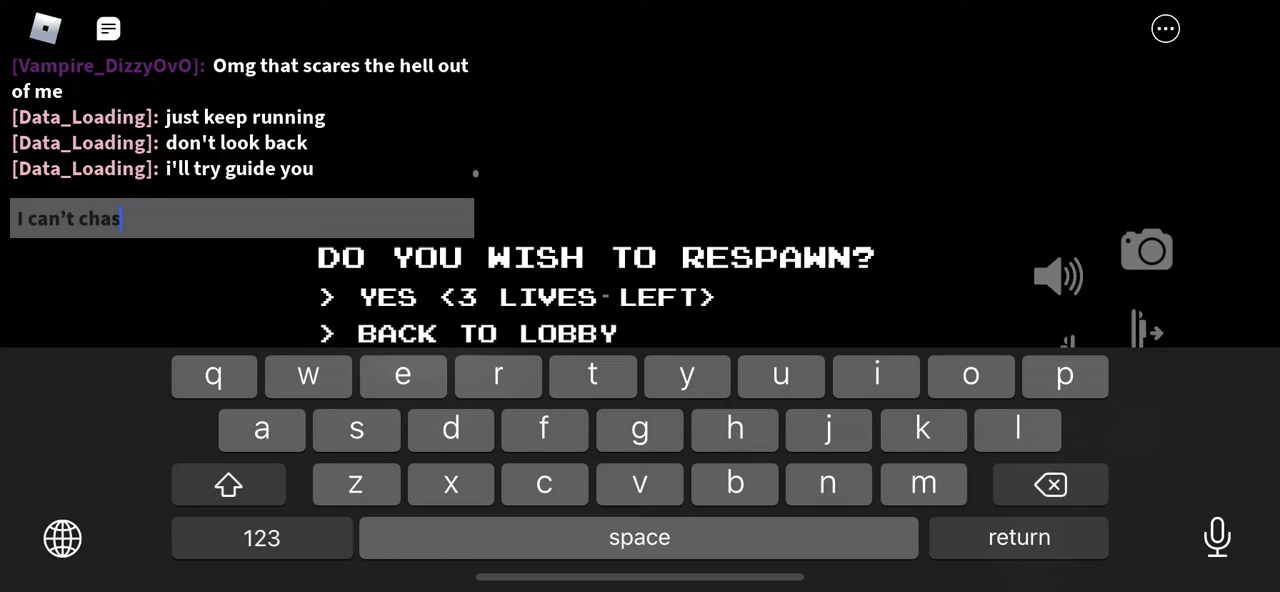 [Vampire_DizzyOvO]: Omg that scares the hell out
of me
[Data_Loading]: just keep running
[Data_Loading]: don't look back
[Data_Loading]: i'll try guide you
I can’t chas
DO YOU WISH TO RESPAWN?
> YES <3 LIVES LEFT>
> BACK TO LOBBY
q w e r t y u i o p
a s d f g h j k l
z x c v b n m
123 space return